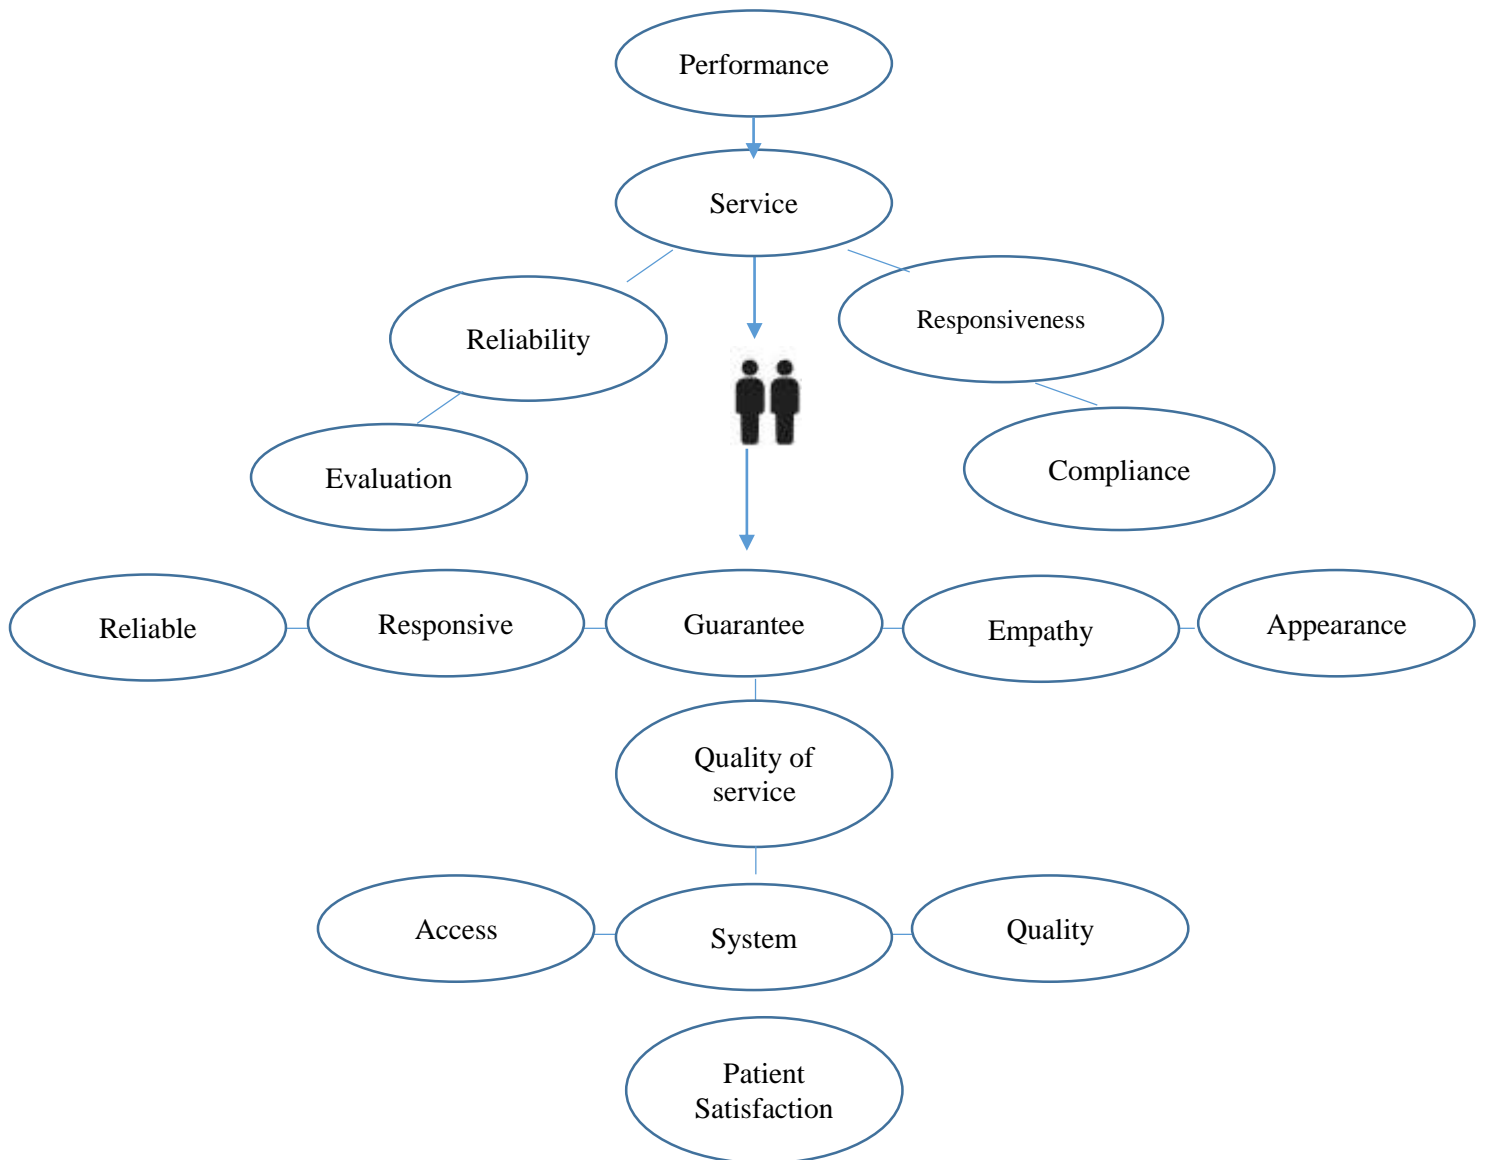 Performance
Service
Reliability
Responsiveness
Evaluation
Compliance
Reliable
Responsive
Guarantee
Empathy
Appearance
Quality of
service
Access
System
Quality
Patient
Satisfaction